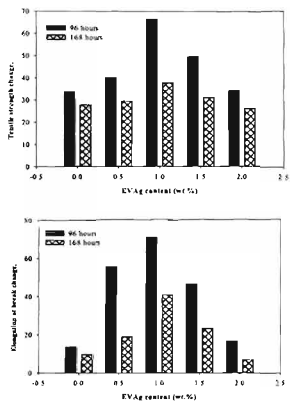 70
60
50
40
30
20
10
0
Tensile strength change,
96 hours
168 hours
-0.5 0.0 0.5 1.0 1.5 2.0 2.5
EVAg content (wt.%)
80
60
40
20
0
Elongation at break change,
96 hours
168 hours
-0.5 0.0 0.5 1.0 1.5 2.0 2.5
EVAg content (wt.%)